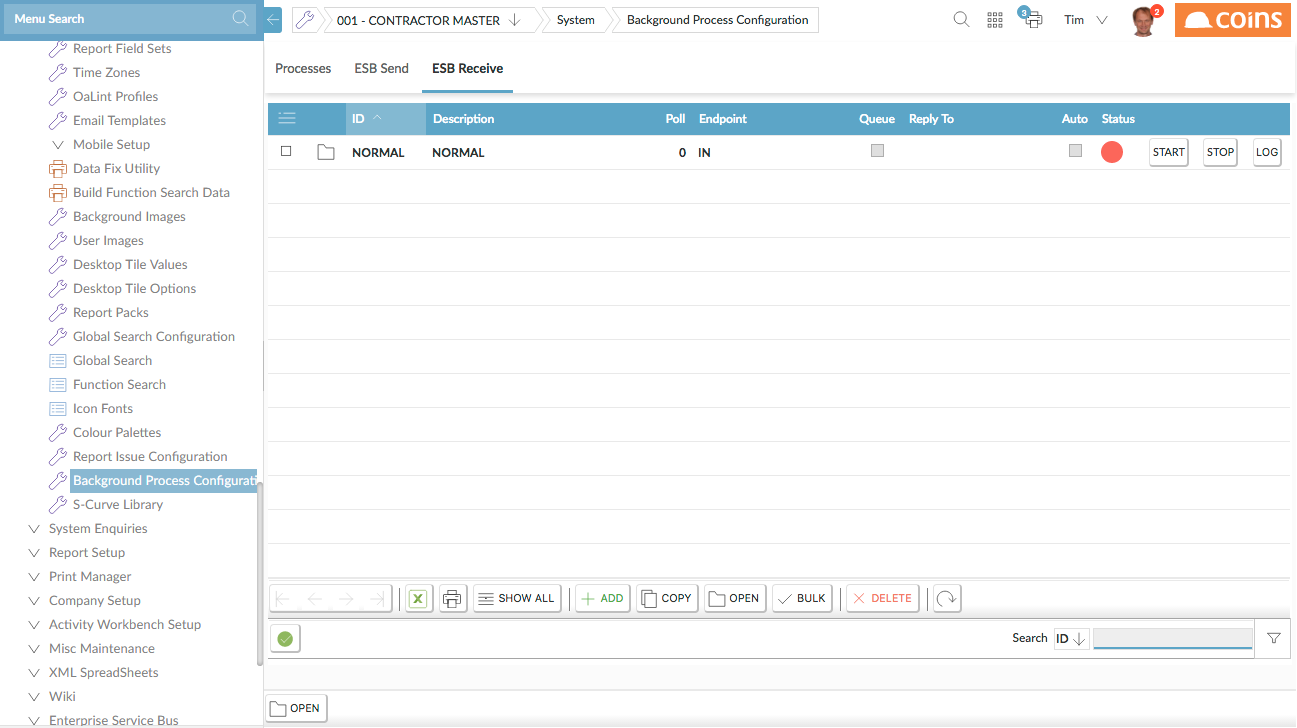 Menu Search
001 - CONTRACTOR MASTER
System
Background Process Configuration
3
Tim
2
coins
Report Field Sets
Time Zones
OaLint Profiles
Email Templates
Mobile Setup
Data Fix Utility
Build Function Search Data
Background Images
User Images
Desktop Tile Values
Desktop Tile Options
Report Packs
Global Search Configuration
Global Search
Function Search
Icon Fonts
Colour Palettes
Report Issue Configuration
Background Process Configurati
S-Curve Library
System Enquiries
Report Setup
Print Manager
Company Setup
Activity Workbench Setup
Misc Maintenance
XML SpreadSheets
Wiki
Enterprise Service Bus
Processes ESB Send ESB Receive
ID Description Poll Endpoint Queue Reply To Auto Status
NORMAL NORMAL 0 IN START STOP LOG
X SHOW ALL ADD COPY OPEN BULK DELETE
Search ID
OPEN